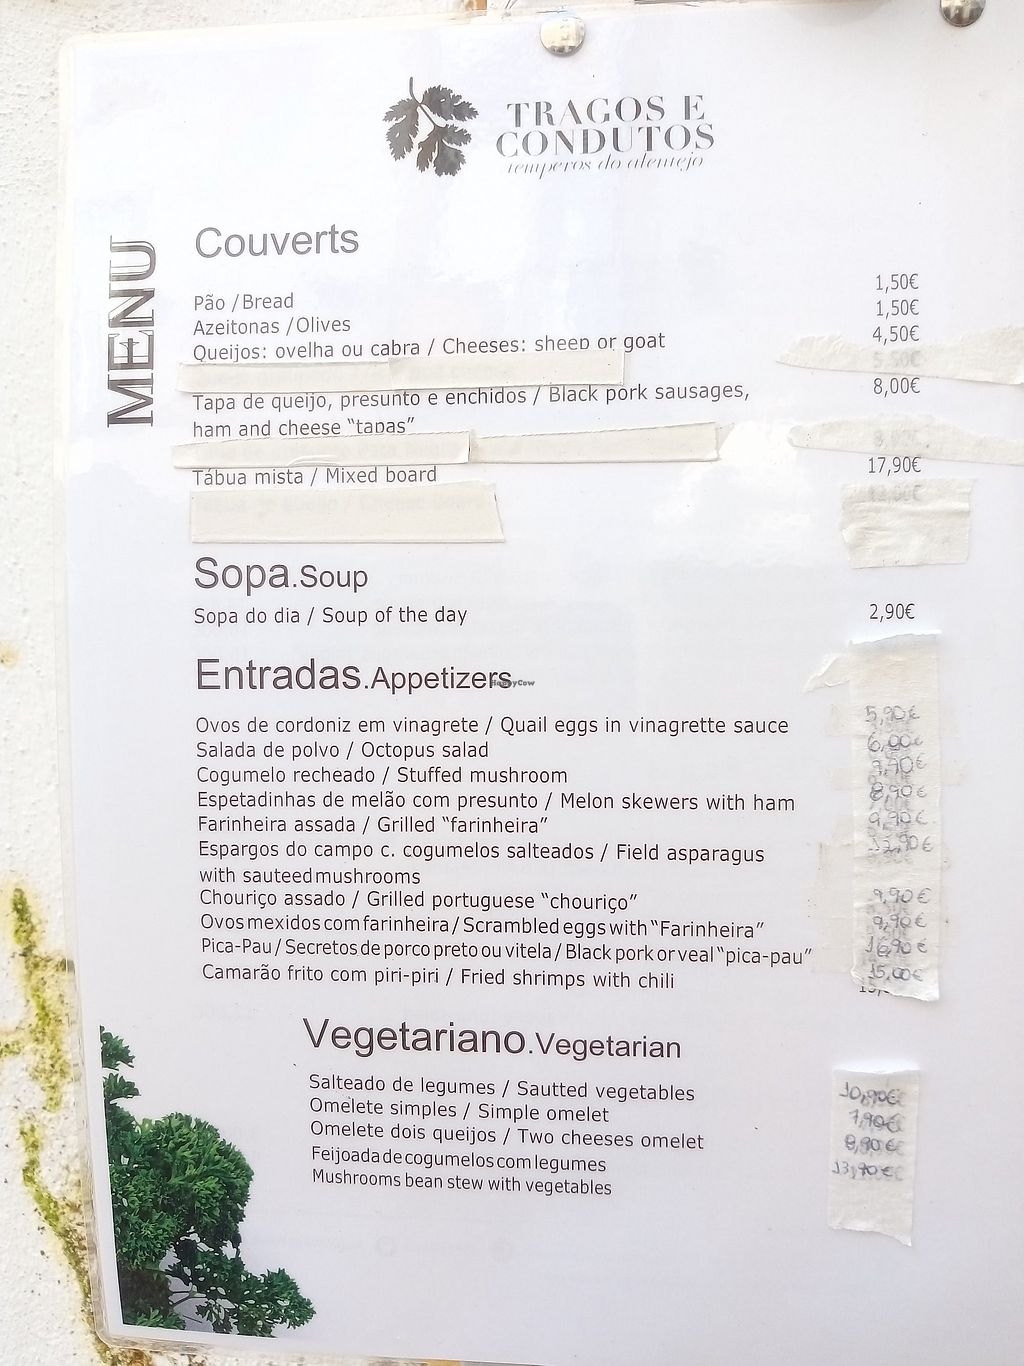 TRAGOS E
CONDUTOS
temperos do alentejo
MENU
Couverts
Pão /Bread 1,50€
Azeitonas /Olives 1,50€
Queijos: ovelha ou cabra / Cheeses: sheep or goat 4,50€
Tapa de queijo, presunto e enchidos / Black pork sausages, 8,00€
ham and cheese “tapas”
Tábua mista / Mixed board 17,90€
Sopa.Soup
Sopa do dia / Soup of the day 2,90€
Entradas.Appetizers
HappyCow
Ovos de cordoniz em vinagrete / Quail eggs in vinagrette sauce 5,90€
Salada de polvo / Octopus salad 6,00€
Cogumelo recheado / Stuffed mushroom
Espetadinhas de melão com presunto / Melon skewers with ham 8,90€
Farinheira assada / Grilled “farinheira” 9,90€
Espargos do campo c. cogumelos salteados / Field asparagus
with sauteed mushrooms
Chouriço assado / Grilled portuguese “chouriço” 9,90€
Ovos mexidos com farinheira / Scrambled eggs with “Farinheira” 9,90€
Pica-Pau / Secretos de porco preto ou vitela / Black pork or veal “pica-pau” 16,90€
Camarão frito com piri-piri / Fried shrimps with chili 15,00€
Vegetariano.Vegetarian
Salteado de legumes / Sautted vegetables 10,90€
Omelete simples / Simple omelet 7,90€
Omelete dois queijos / Two cheeses omelet 8,90€
Feijoada de cogumelos com legumes 13,90€
Mushrooms bean stew with vegetables